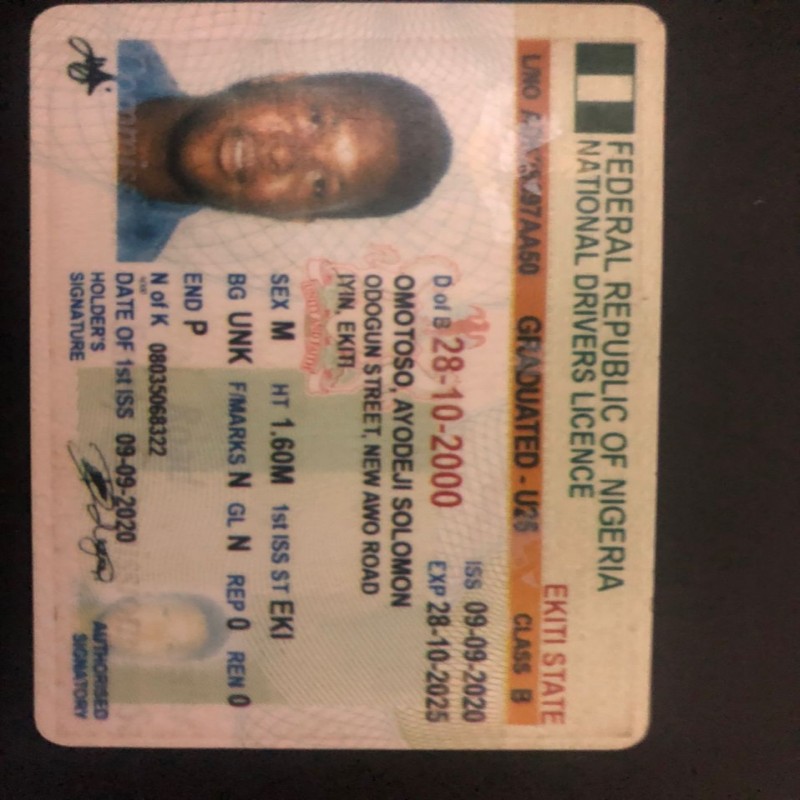 FEDERAL REPUBLIC OF NIGERIA
NATIONAL DRIVERS LICENCE
EKITI STATE
L/NO GRADUATED - U25 CLASS B
ISS 09-09-2020
D of B 28-10-2000 EXP 28-10-2025
OMOTOSO, AYODEJI SOLOMON
ODOGUN STREET, NEW AWO ROAD
IYIN, EKITI
SEX M HT 1.60M 1st ISS ST EKI
BG UNK F/MARKS N GL N REP 0 REN 0
END P
N of K 08035068322
DATE OF 1st ISS 09-09-2020
HOLDER'S
SIGNATURE
AUTHORISED
SIGNATORY